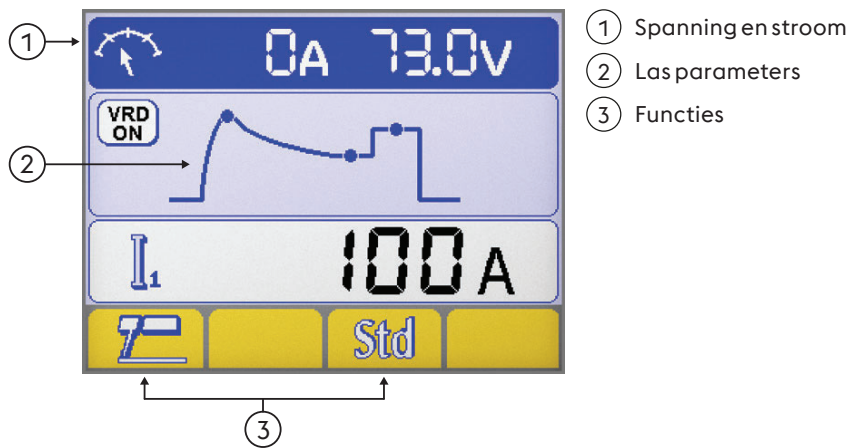 1
0A 73.0V
VRD
ON
2
I1
100 A
Std
3
1 Spanning en stroom
2 Las parameters
3 Functies